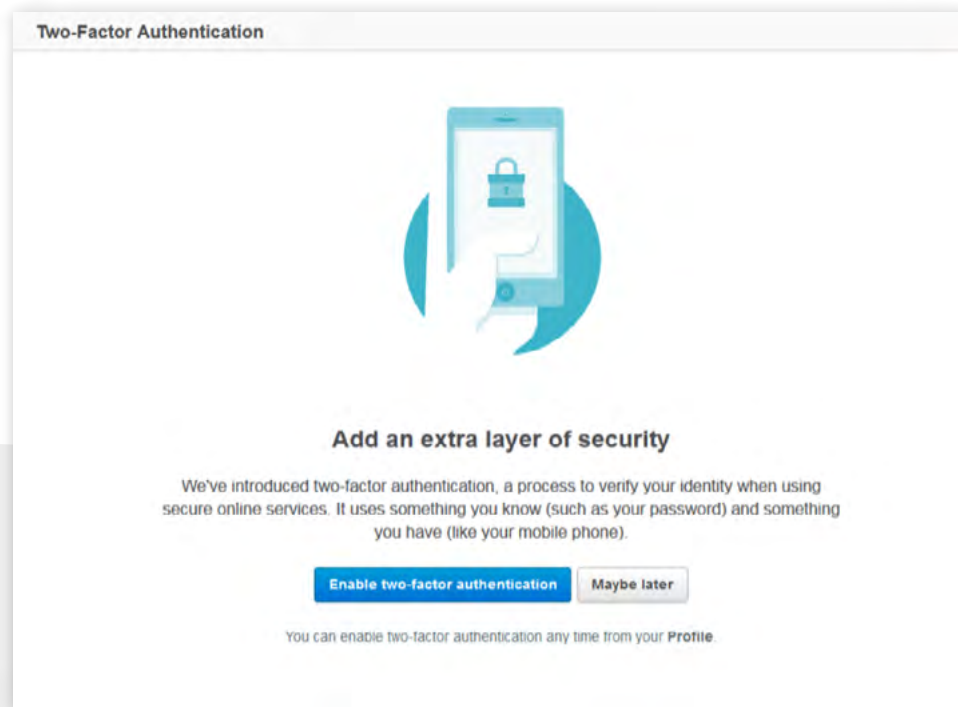 Two-Factor Authentication
Add an extra layer of security
We've introduced two-factor authentication, a process to verify your identity when using
secure online services. It uses something you know (such as your password) and something
you have (like your mobile phone).
Enable two-factor authentication Maybe later
You can enable two-factor authentication any time from your Profile.